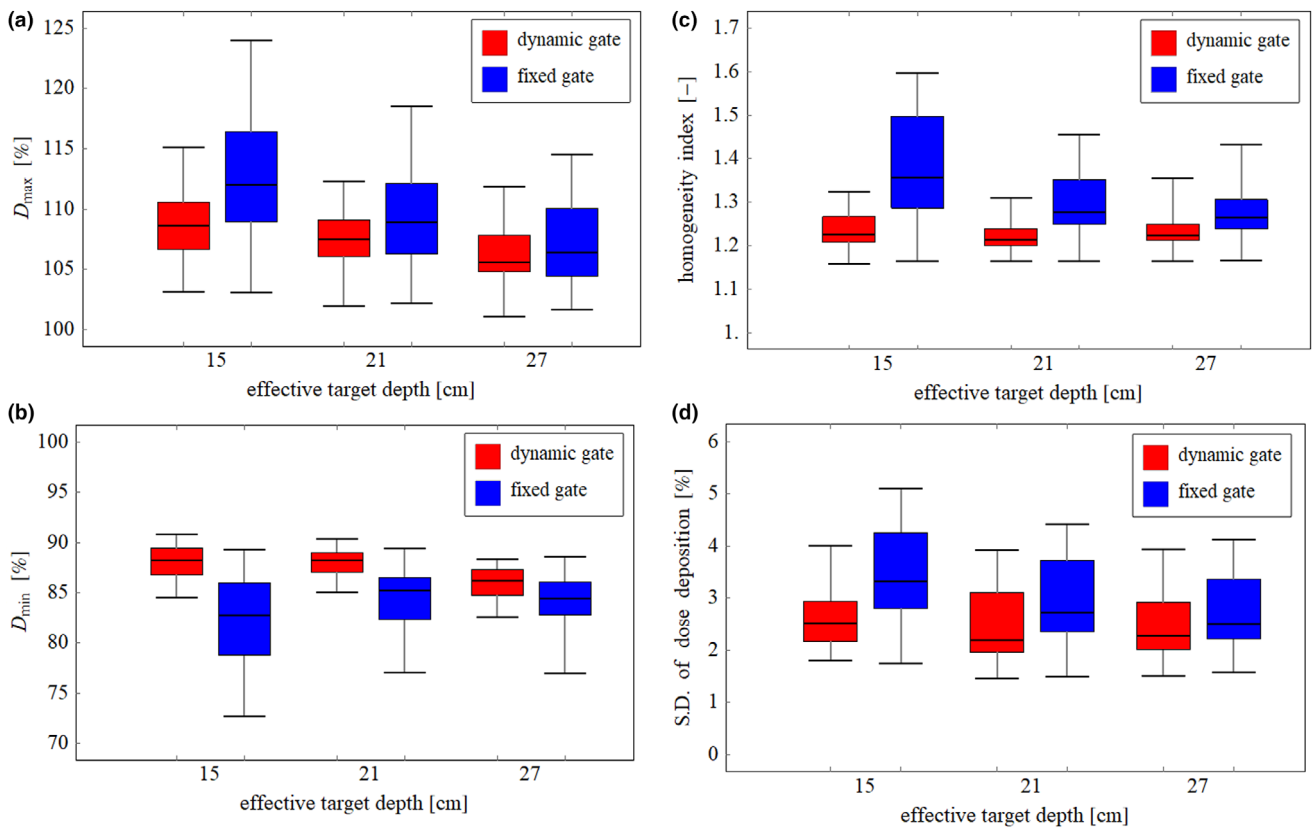 (a)
125
120
115
110
105
100
D_max [%]
dynamic gate
fixed gate
15 21 27
effective target depth [cm]
(c)
1.7
1.6
1.5
1.4
1.3
1.2
1.1
1.
homogeneity index [−]
dynamic gate
fixed gate
15 21 27
effective target depth [cm]
(b)
100
95
90
85
80
75
70
D_min [%]
dynamic gate
fixed gate
15 21 27
effective target depth [cm]
(d)
6
5
4
3
2
1
0
S.D. of dose deposition [%]
dynamic gate
fixed gate
15 21 27
effective target depth [cm]